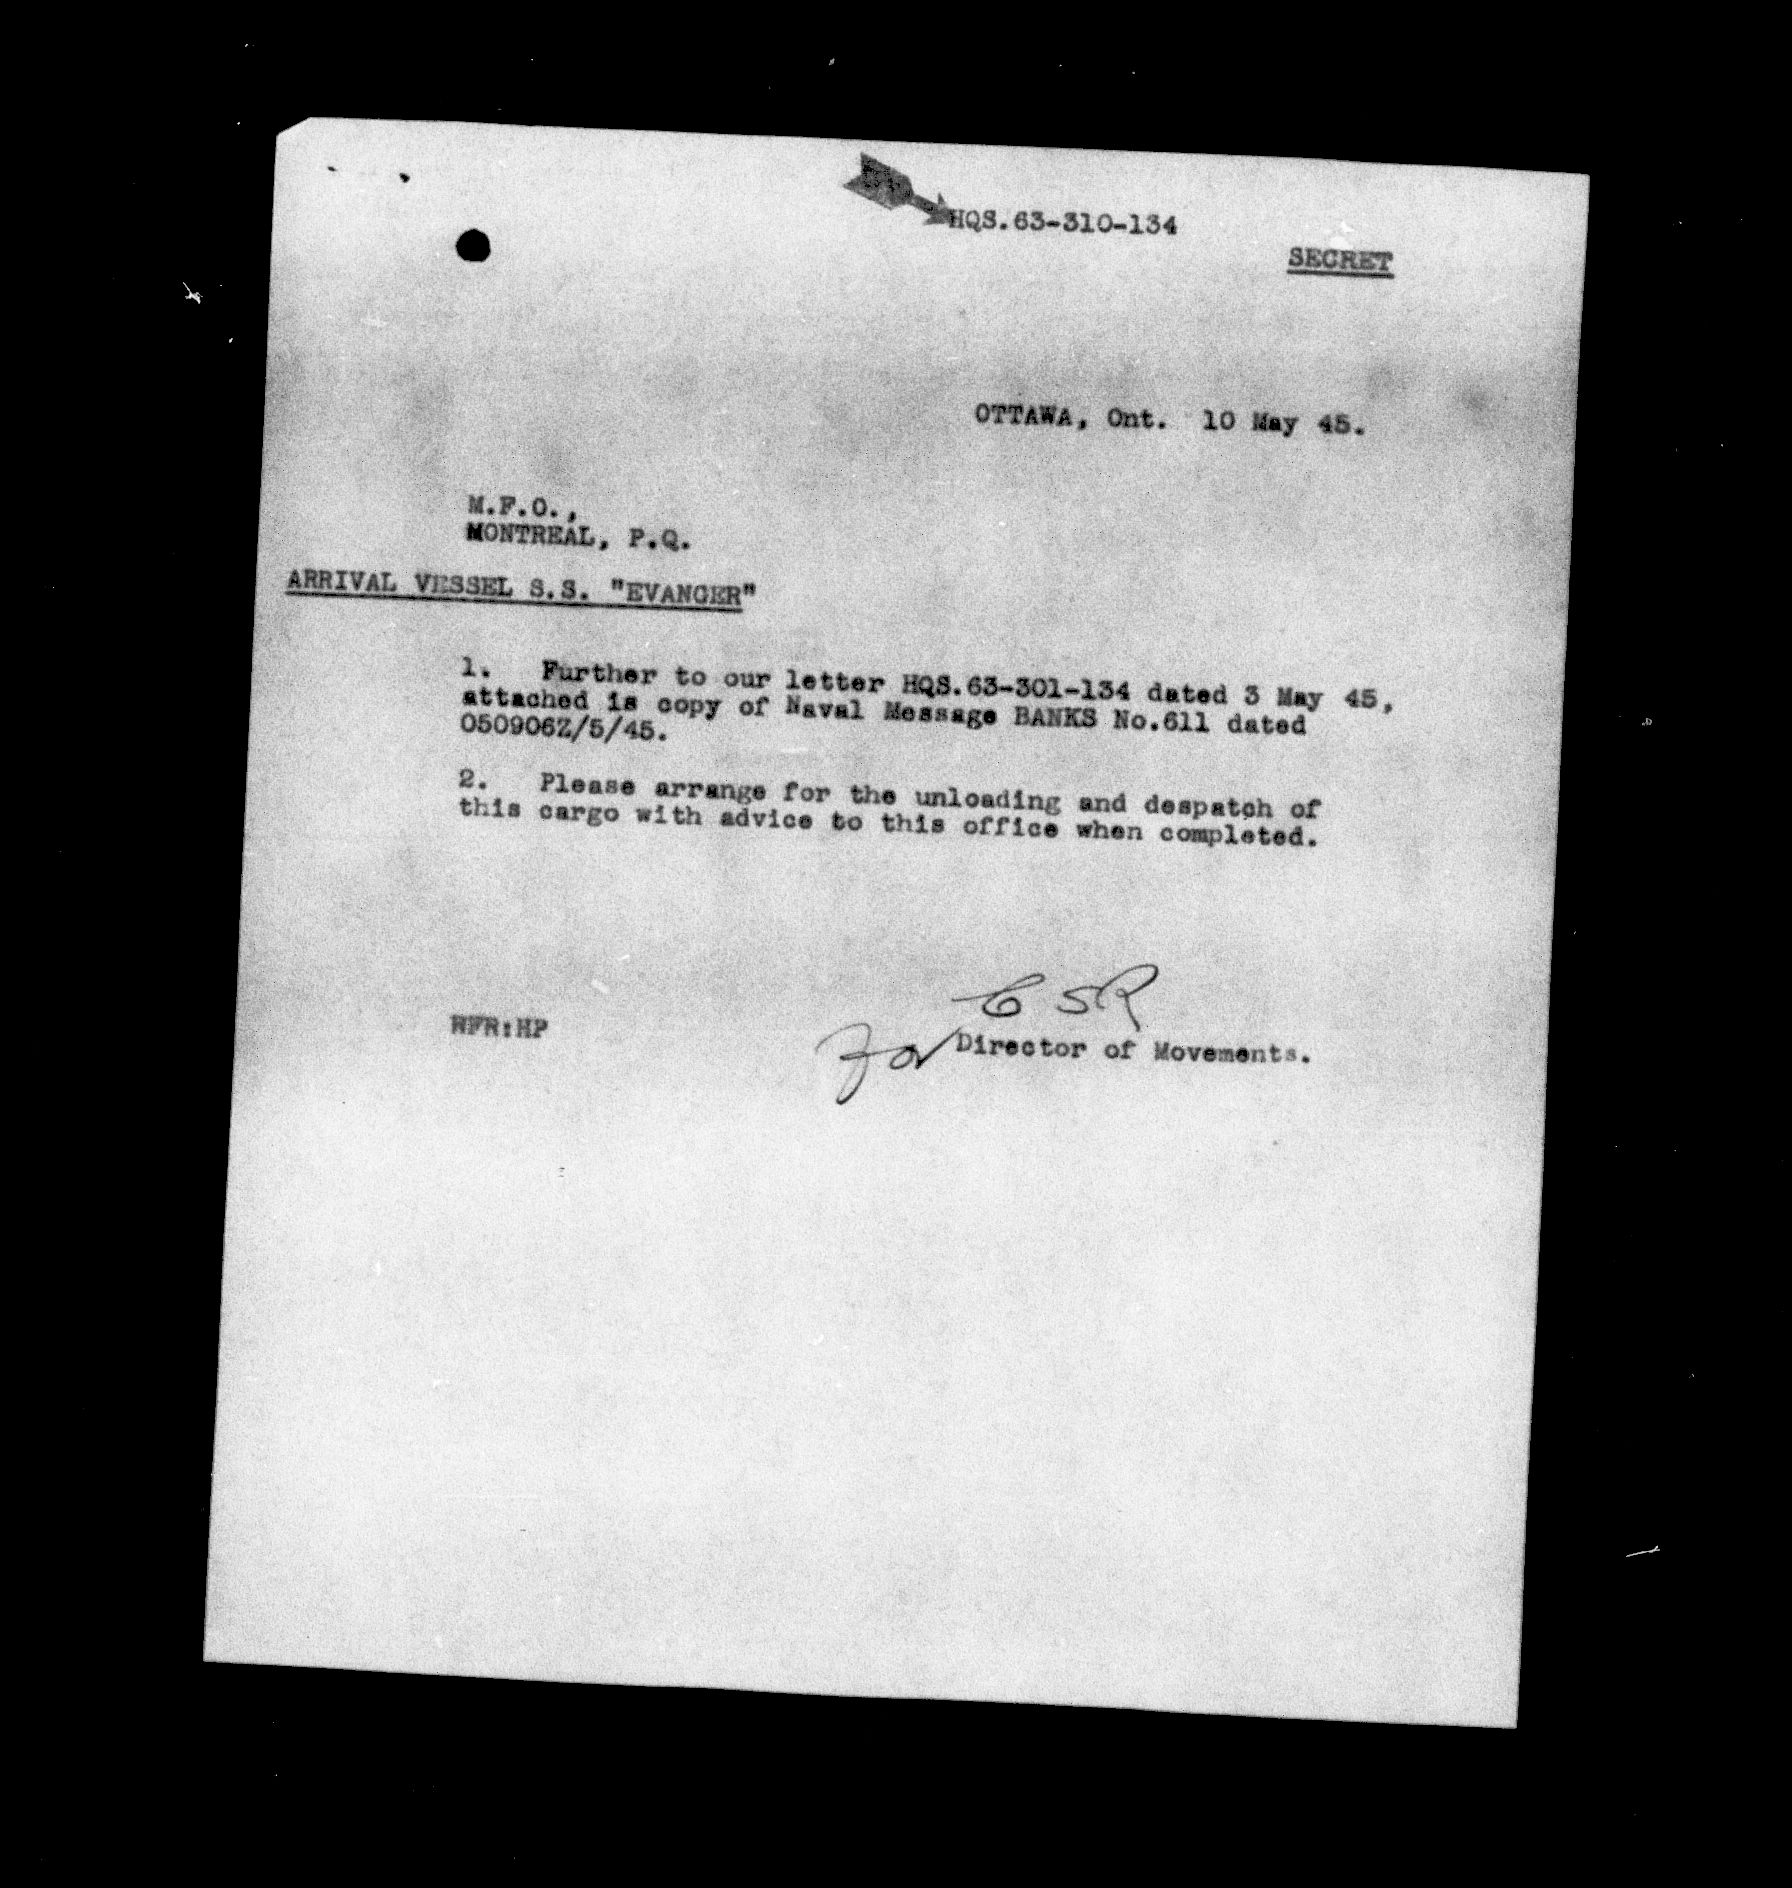 HQS.63-310-134
SECRET
OTTAWA, Ont. 10 May 45.
M.F.O.,
MONTREAL, P.Q.
ARRIVAL VESSEL S.S. "EVANGER"
1. Further to our letter HQS.63-301-134 dated 3 May 45,
attached is copy of Naval Message BANKS No.611 dated
050906Z/5/45.
2. Please arrange for the unloading and despatch of
this cargo with advice to this office when completed.
CSR
RFR:HP
for Director of Movements.